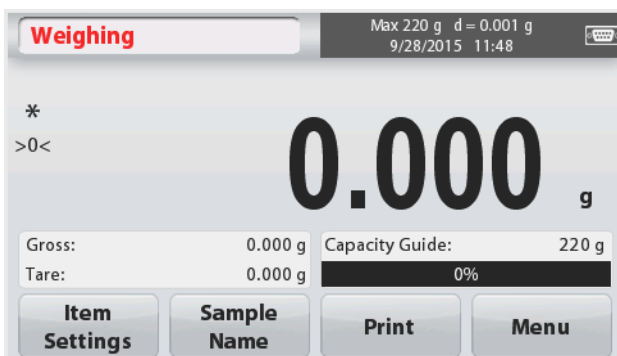 Weighing
Max 220 g d = 0.001 g
9/28/2015 11:48
*
>0<
0.000 g
Gross: 0.000 g
Tare: 0.000 g
Capacity Guide: 220 g
0%
Item Settings
Sample Name
Print
Menu